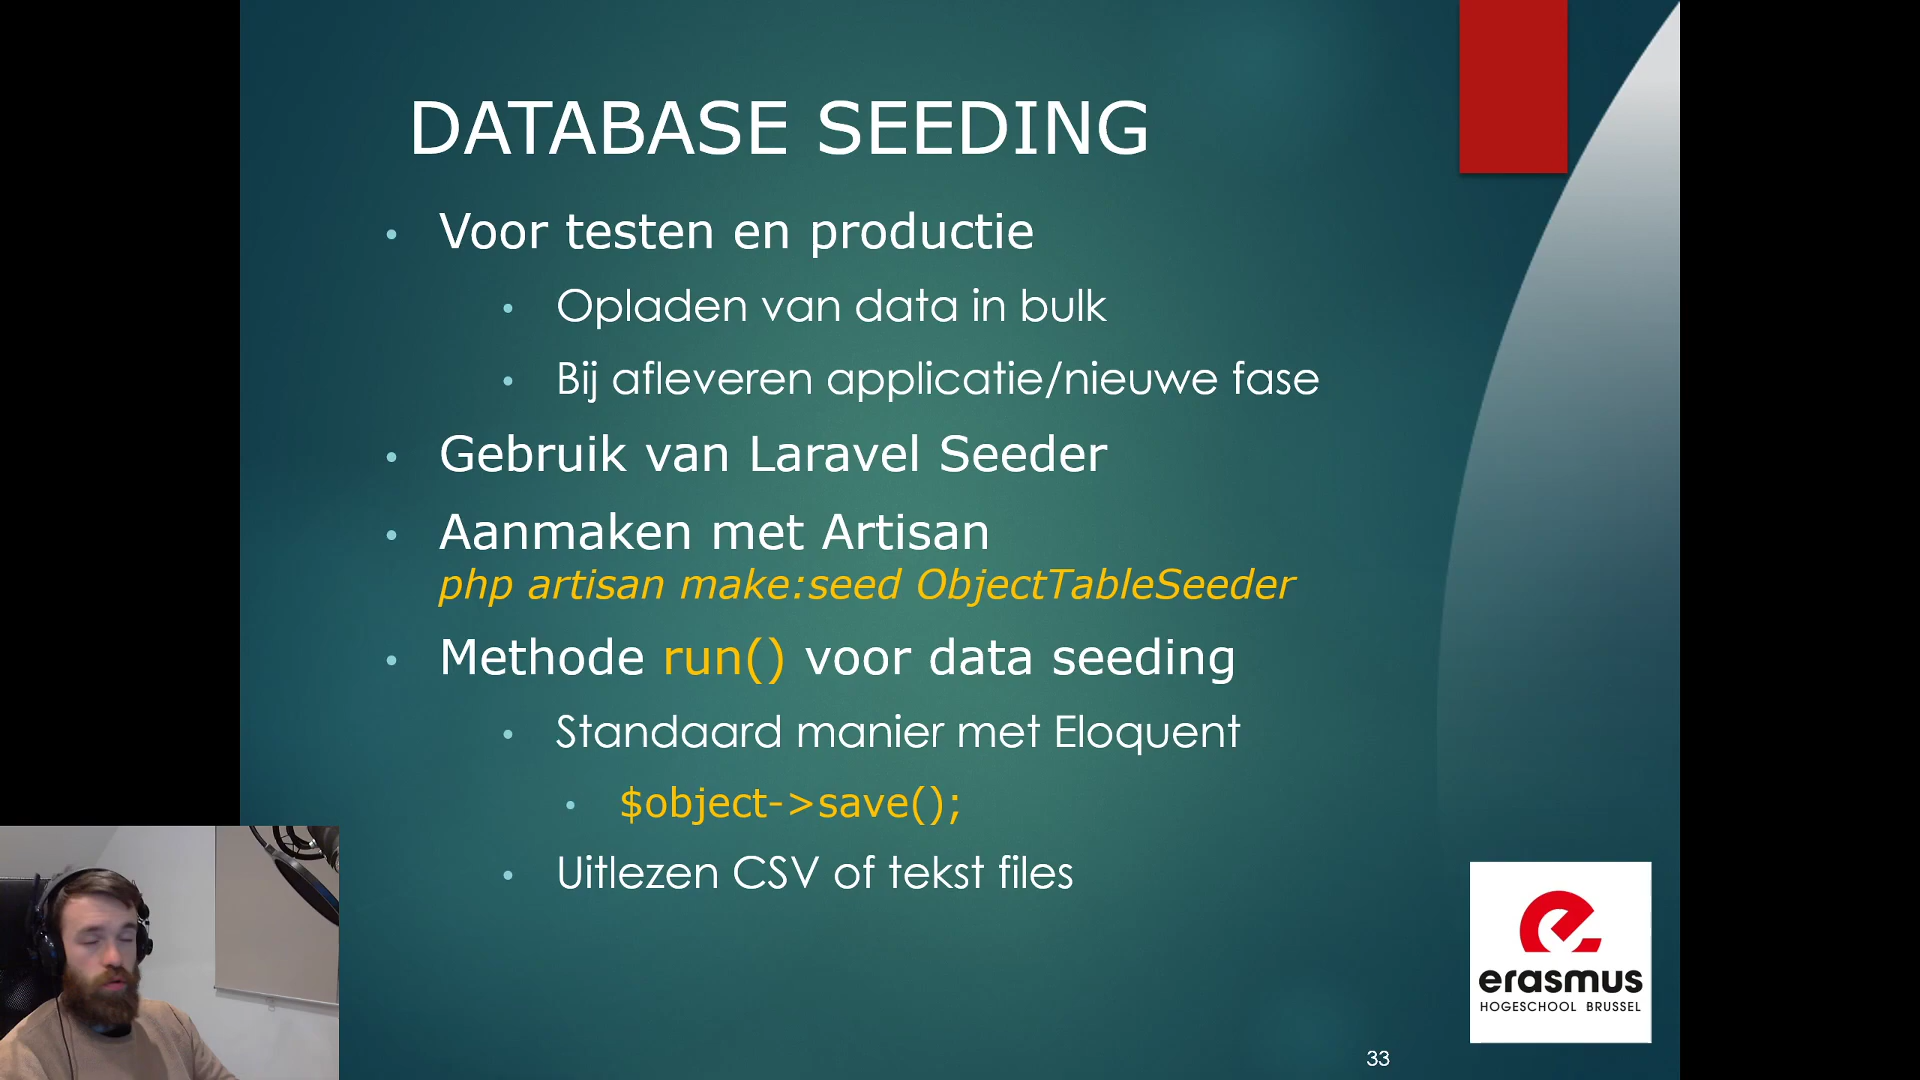 DATABASE SEEDING
• Voor testen en productie
• Opladen van data in bulk
• Bij afleveren applicatie/nieuwe fase
• Gebruik van Laravel Seeder
• Aanmaken met Artisan
php artisan make:seed ObjectTableSeeder
• Methode run() voor data seeding
• Standaard manier met Eloquent
• $object->save();
• Uitlezen CSV of tekst files
erasmus
HOGESCHOOL BRUSSEL
33